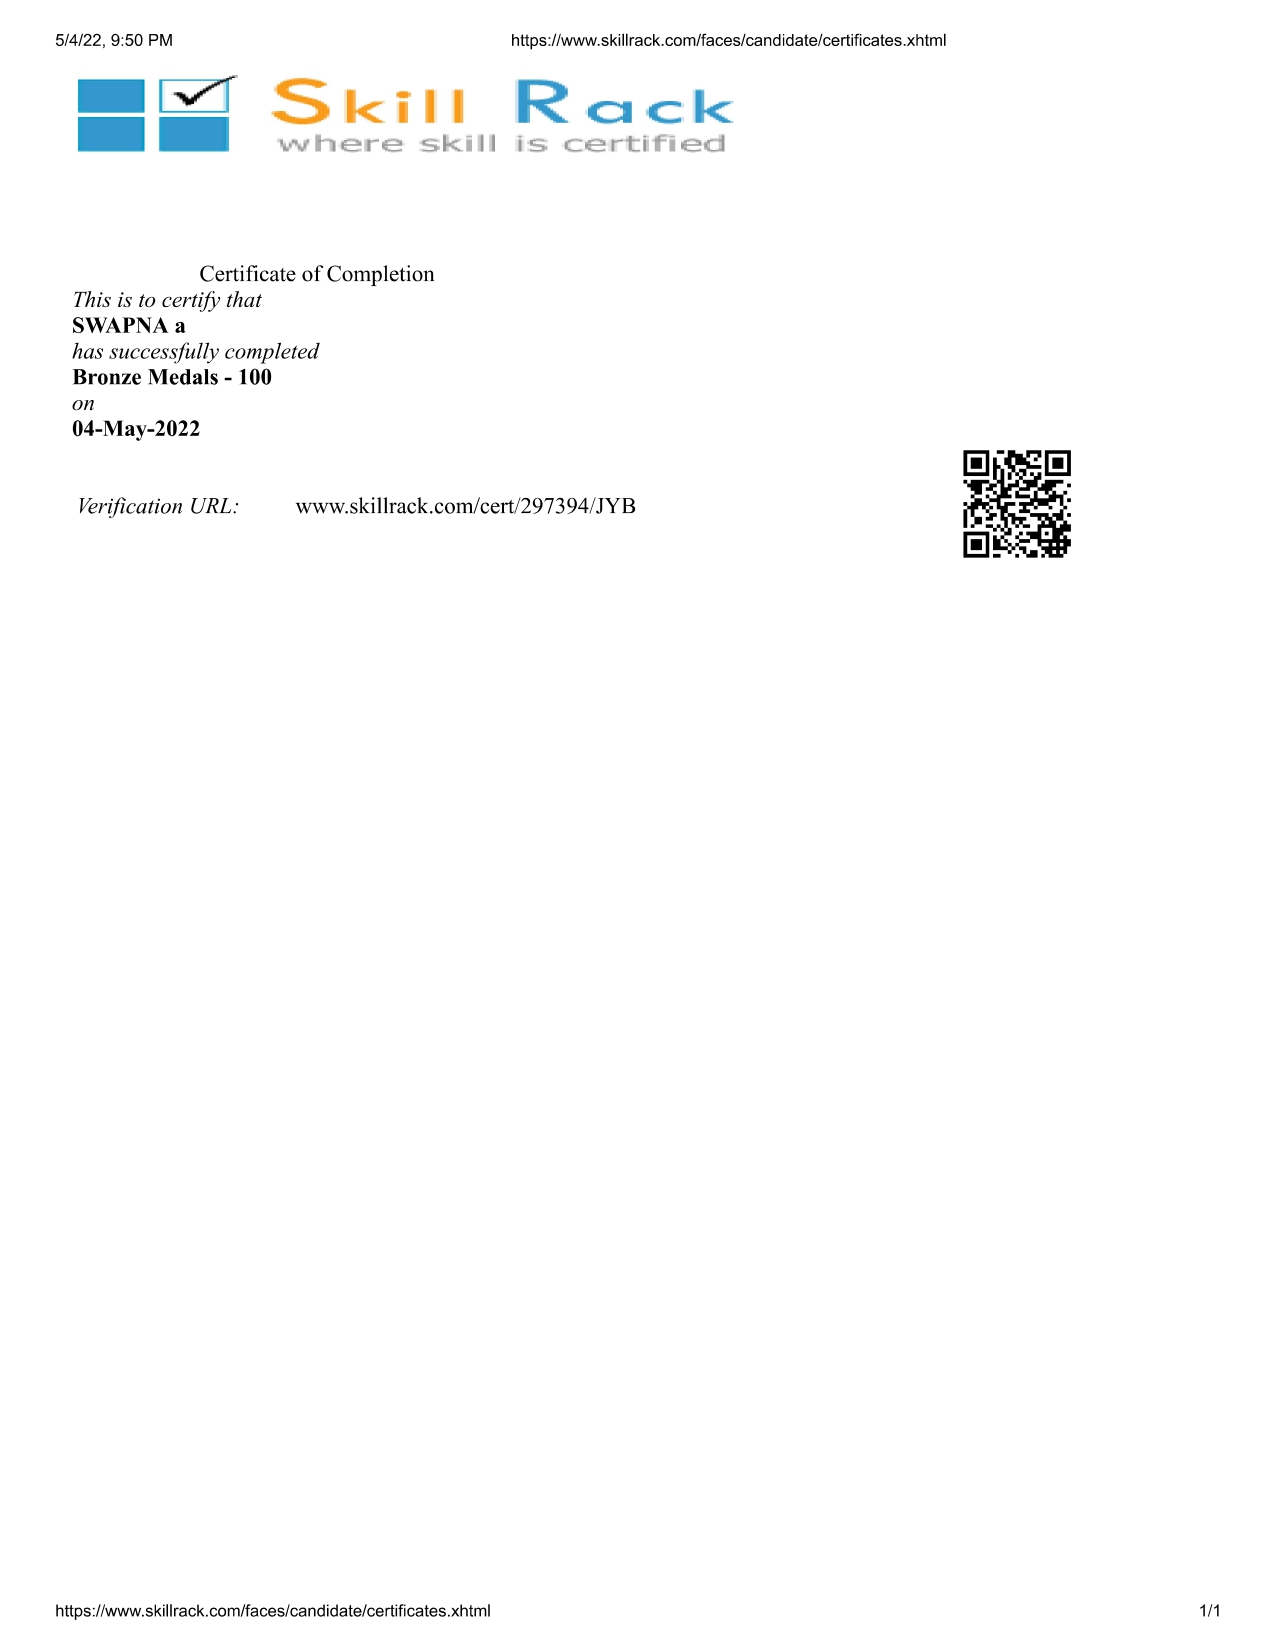 5/4/22, 9:50 PM https://www.skillrack.com/faces/candidate/certificates.xhtml
Skill Rack
where skill is certified
Certificate of Completion
This is to certify that
SWAPNA a
has successfully completed
Bronze Medals - 100
on
04-May-2022
Verification URL: www.skillrack.com/cert/297394/JYB
https://www.skillrack.com/faces/candidate/certificates.xhtml 1/1